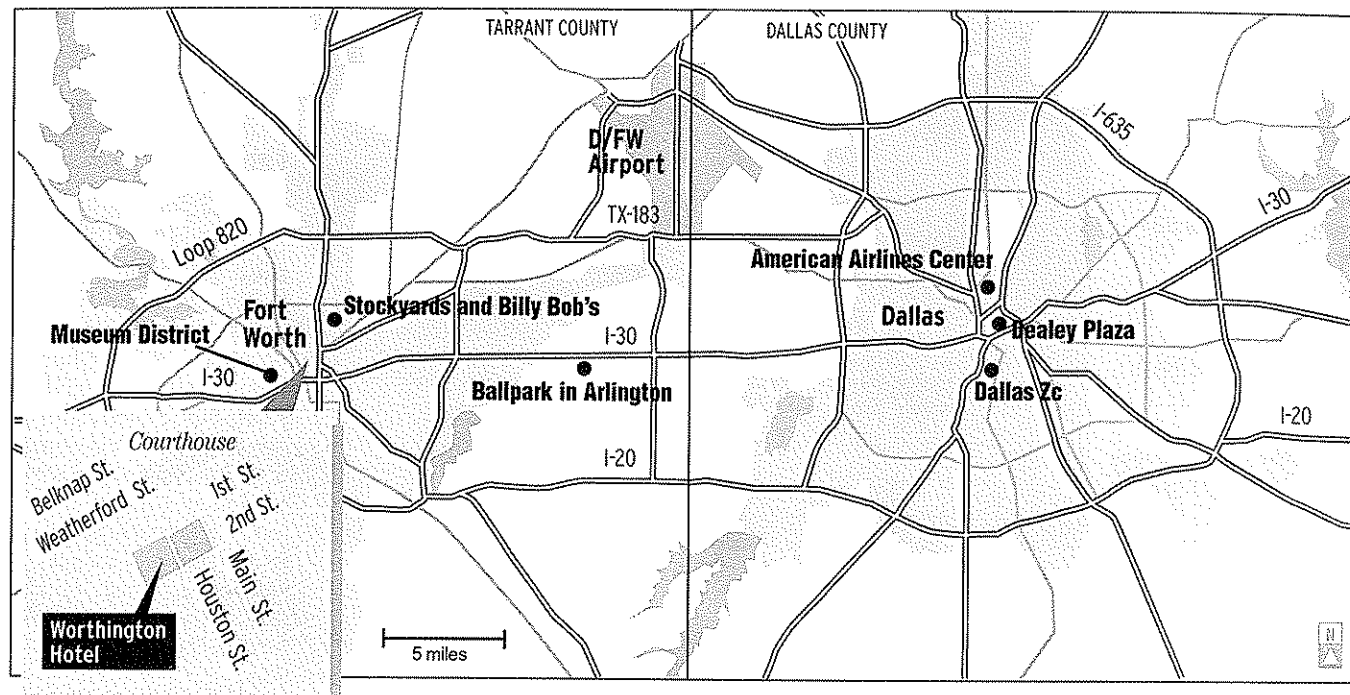 TARRANT COUNTY
DALLAS COUNTY
I-635
D/FW
Airport
I-30
TX-183
Loop 820
American Airlines Center
Fort
Worth
Stockyards and Billy Bob's
Museum District
Dallas
Dealey Plaza
I-30
I-30
Ballpark in Arlington
Dallas Zc
I-20
I-20
Courthouse
Belknap St.
Weatherford St.
1st St.
2nd St.
Main St.
Houston St.
Worthington
Hotel
5 miles
N